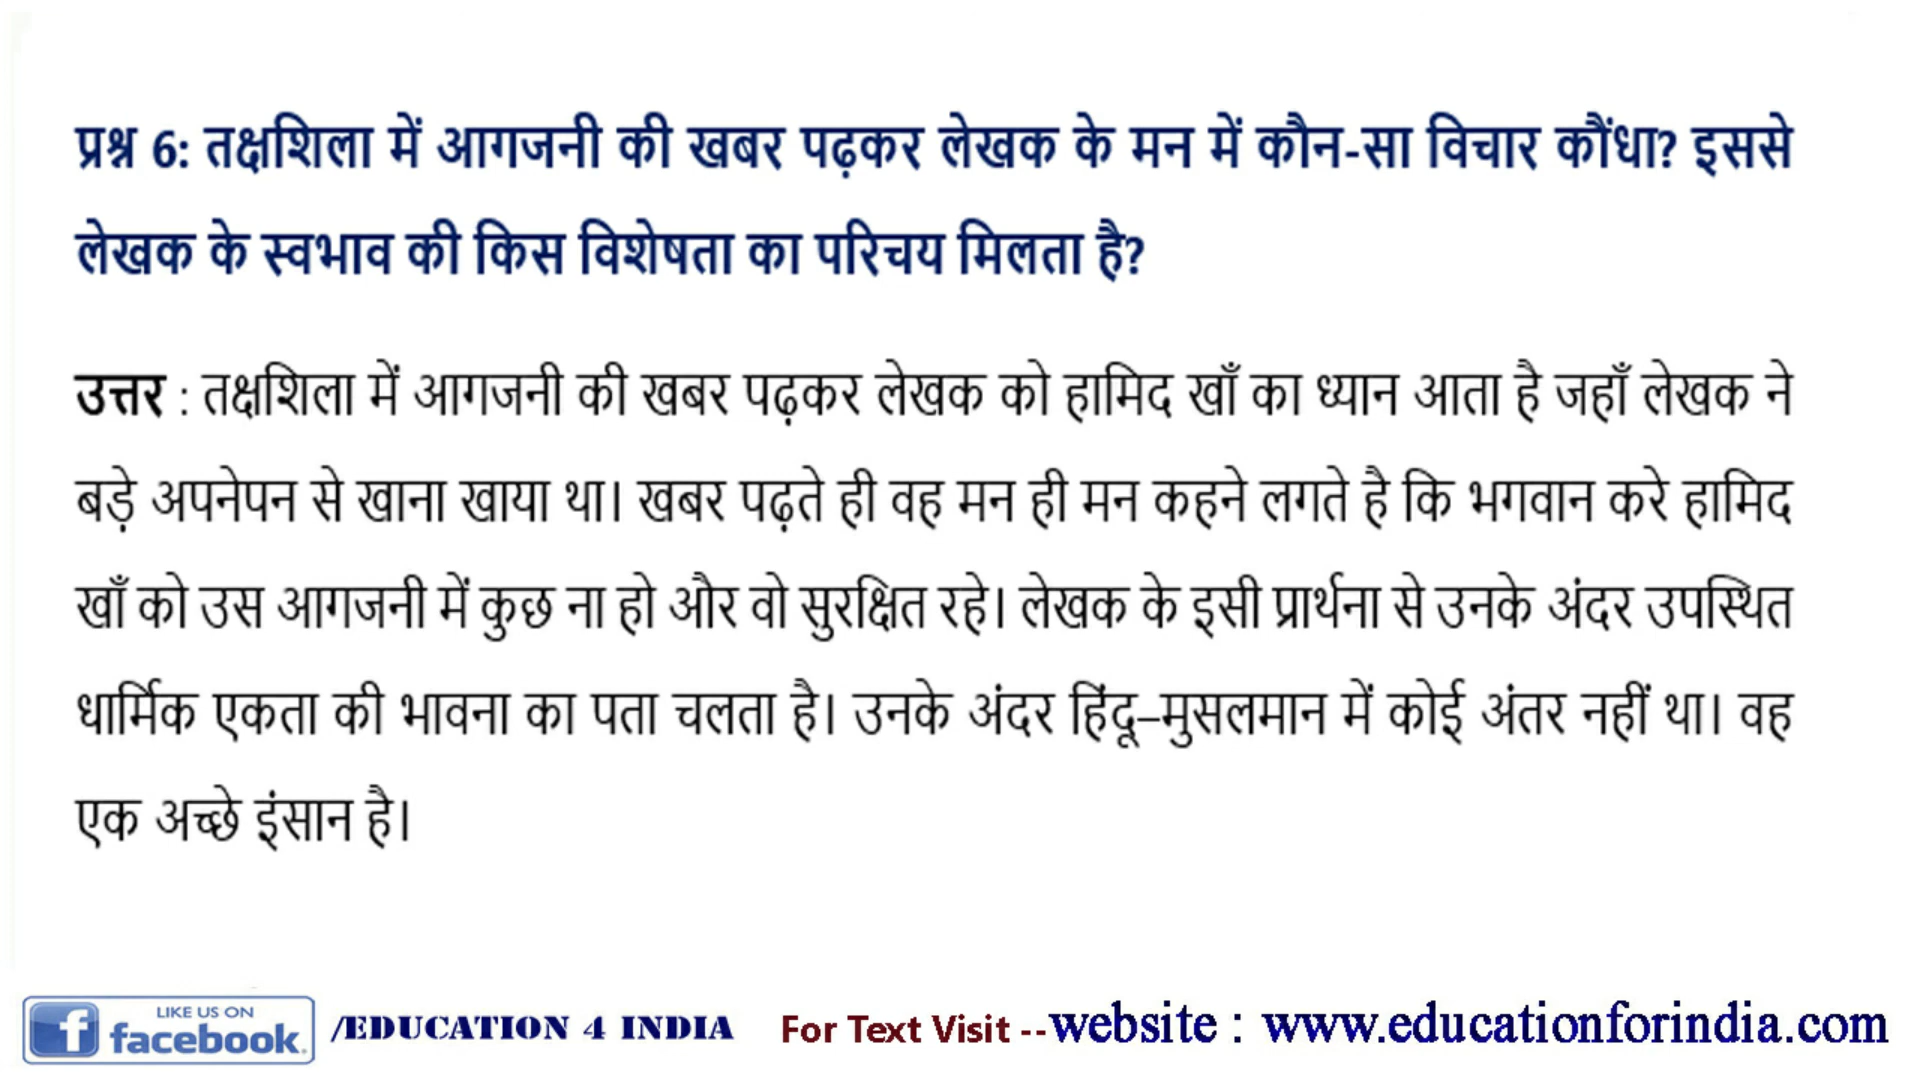 प्रश्न 6: तक्षशिला में आगजनी की खबर पढ़कर लेखक के मन में कौन-सा विचार कौंधा? इससे
लेखक के स्वभाव की किस विशेषता का परिचय मिलता है?
उत्तर : तक्षशिला में आगजनी की खबर पढ़कर लेखक को हामिद खाँ का ध्यान आता है जहाँ लेखक ने
बड़े अपनेपन से खाना खाया था। खबर पढ़ते ही वह मन ही मन कहने लगते है कि भगवान करे हामिद
खाँ को उस आगजनी में कुछ ना हो और वो सुरक्षित रहे। लेखक के इसी प्रार्थना से उनके अंदर उपस्थित
धार्मिक एकता की भावना का पता चलता है। उनके अंदर हिंदू–मुसलमान में कोई अंतर नहीं था। वह
एक अच्छे इंसान है।
LIKE US ON
facebook. /EDUCATION 4 INDIA For Text Visit --website : www.educationforindia.com